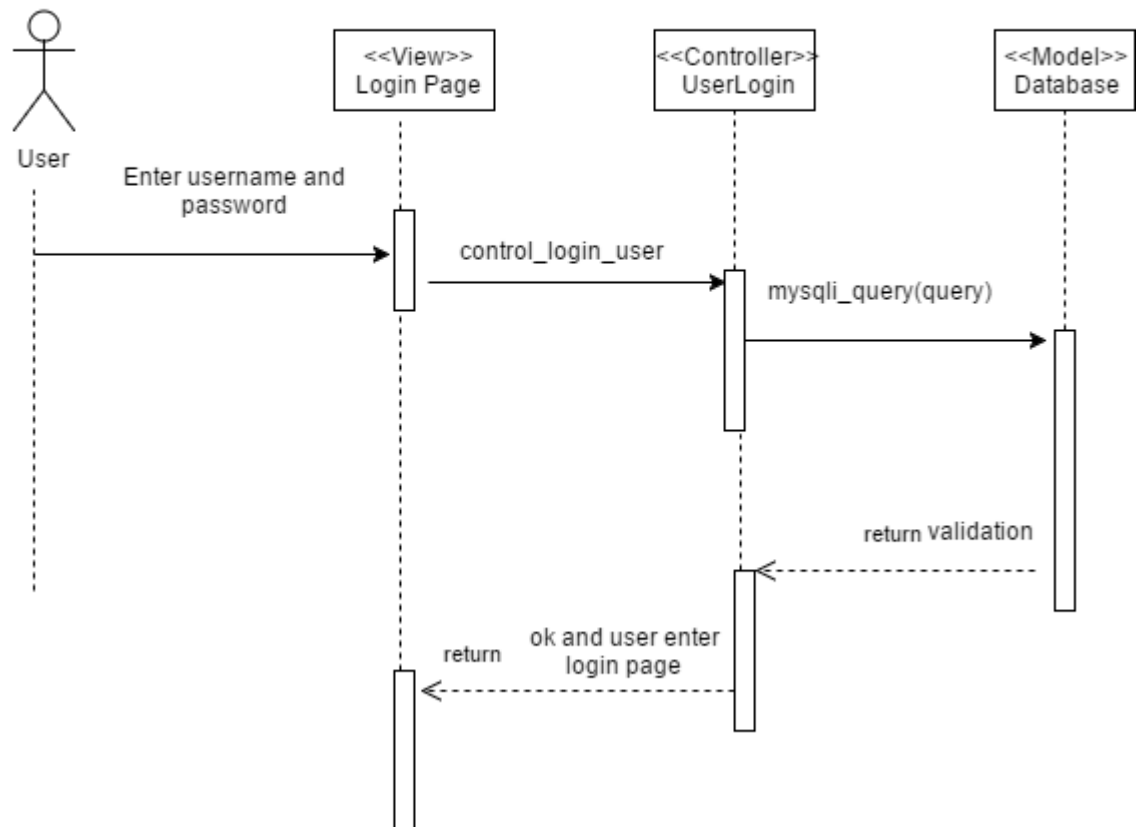 <<View>>
Login Page
<<Controller>>
UserLogin
<<Model>>
Database
User
Enter username and
password
control_login_user
mysqli_query(query)
return validation
return
ok and user enter
login page